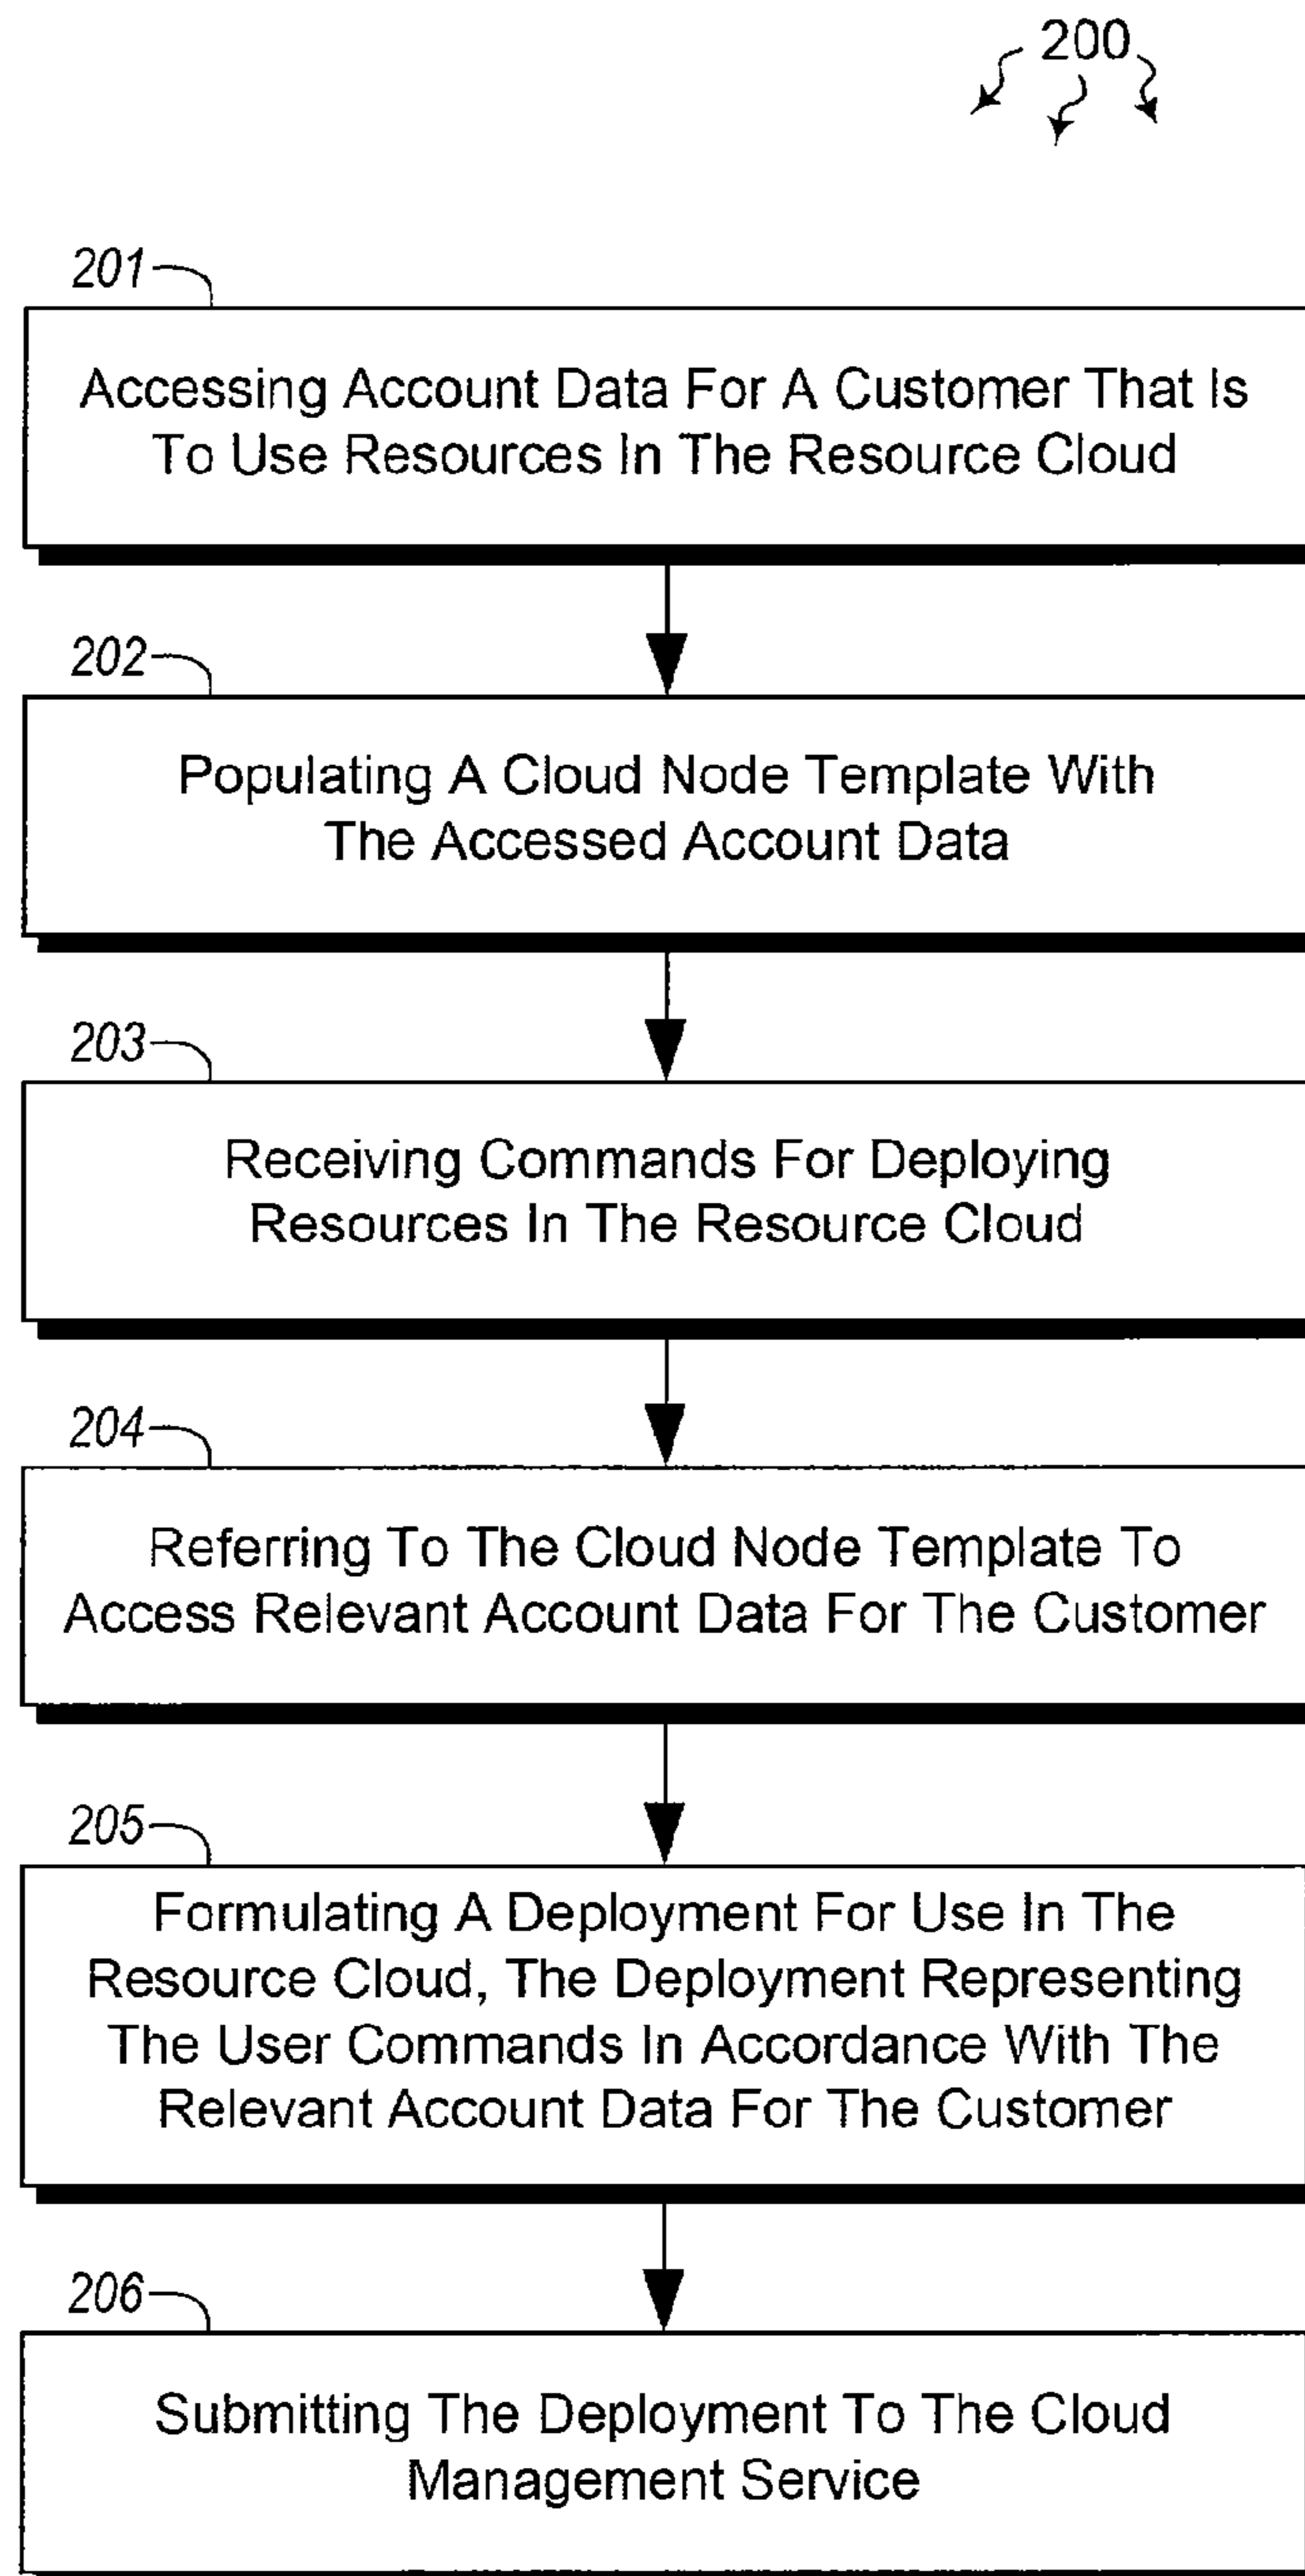 200
201
Accessing Account Data For A Customer That Is
To Use Resources In The Resource Cloud
202
Populating A Cloud Node Template With
The Accessed Account Data
203
Receiving Commands For Deploying
Resources In The Resource Cloud
204
Referring To The Cloud Node Template To
Access Relevant Account Data For The Customer
205
Formulating A Deployment For Use In The
Resource Cloud, The Deployment Representing
The User Commands In Accordance With The
Relevant Account Data For The Customer
206
Submitting The Deployment To The Cloud
Management Service